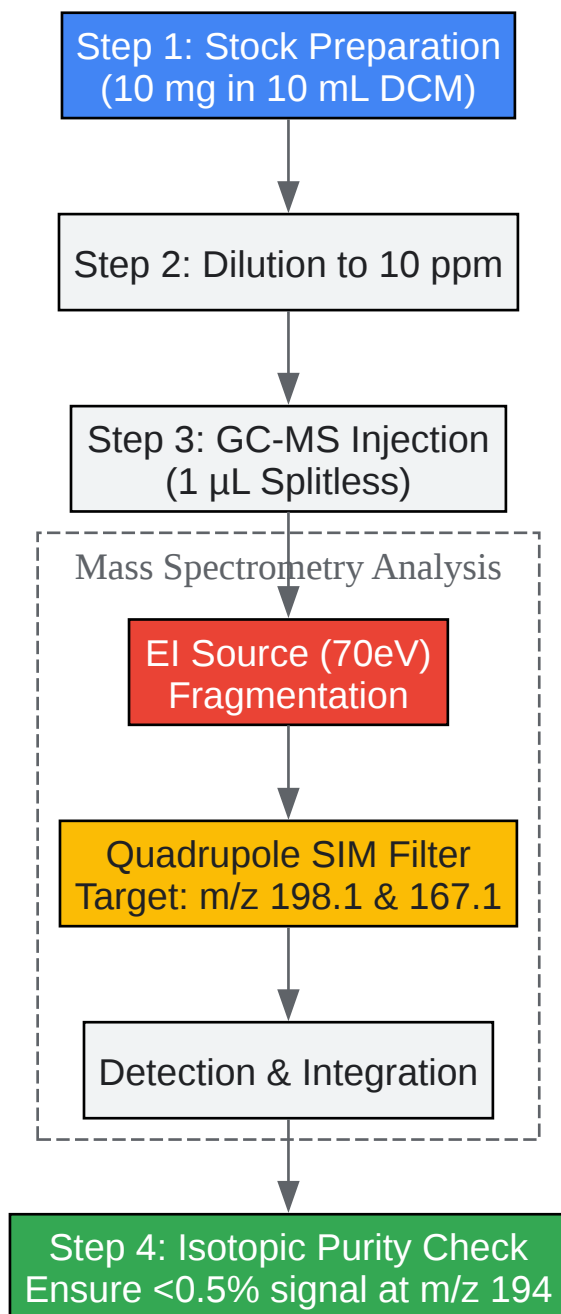 Step 1: Stock Preparation
(10 mg in 10 mL DCM)
Step 2: Dilution to 10 ppm
Step 3: GC-MS Injection
(1 µL Splitless)
Mass Spectrometry Analysis
EI Source (70eV)
Fragmentation
Quadrupole SIM Filter
Target: m/z 198.1 & 167.1
Detection & Integration
Step 4: Isotopic Purity Check
Ensure <0.5% signal at m/z 194